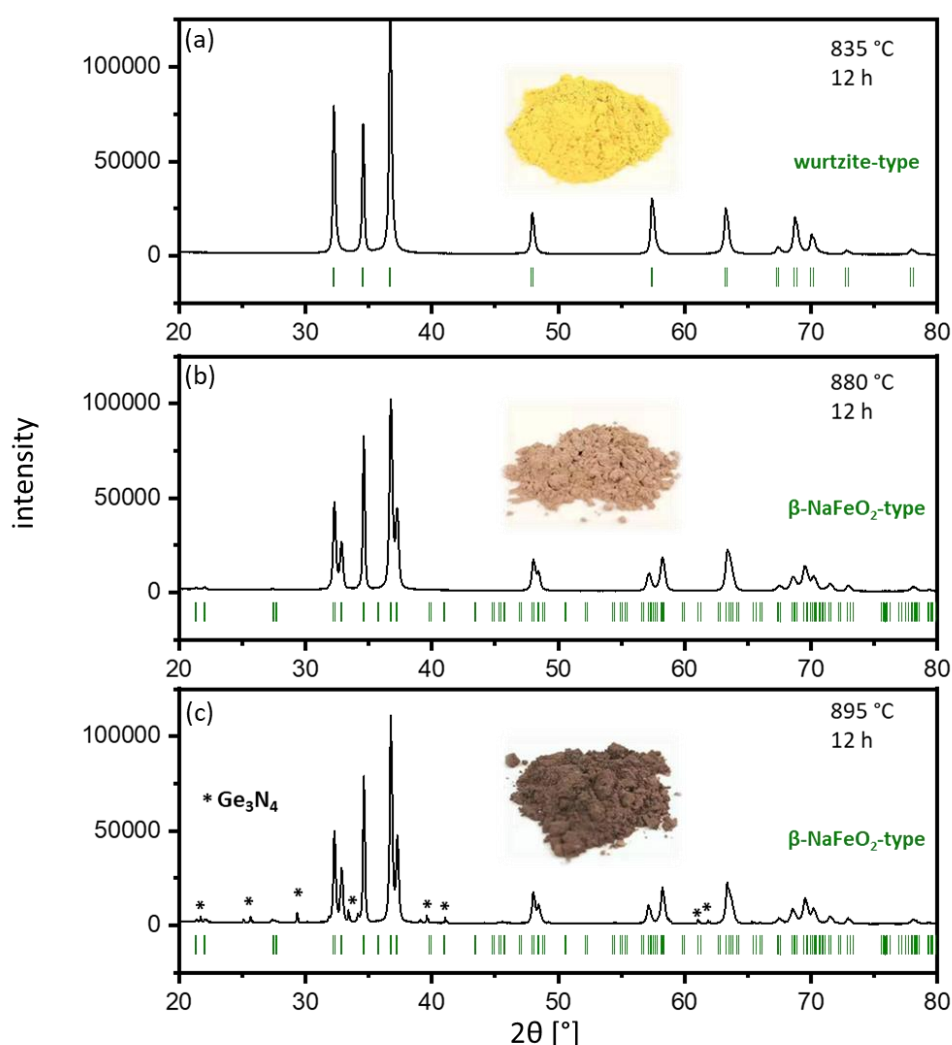 (a)
835 °C
12 h
wurtzite-type
100000
50000
0
20 30 40 50 60 70 80
(b)
880 °C
12 h
β-NaFeO₂-type
100000
50000
0
20 30 40 50 60 70 80
intensity
(c)
895 °C
12 h
* Ge₃N₄
β-NaFeO₂-type
100000
50000
0
* * * * * * * *
20 30 40 50 60 70 80
2θ [°]